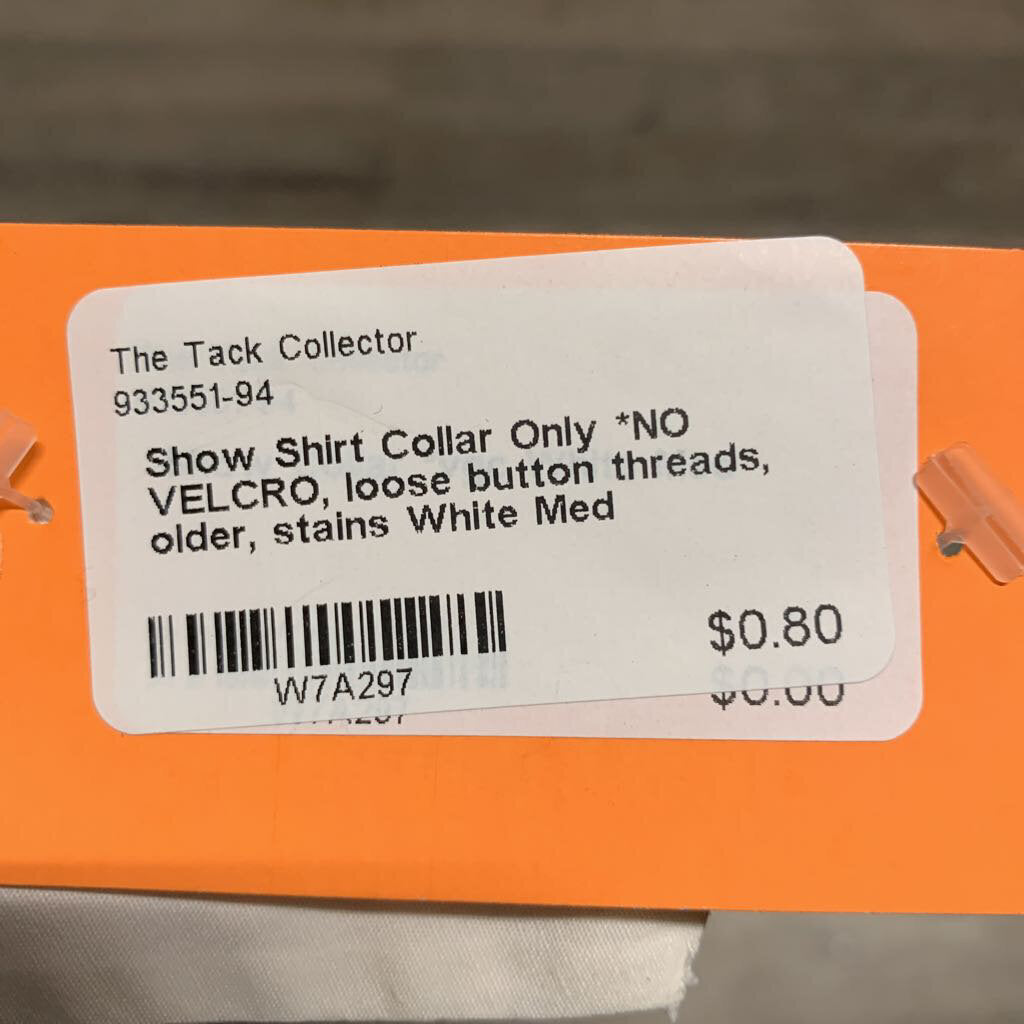 The Tack Collector
933551-94
Show Shirt Collar Only *NO
VELCRO, loose button threads,
older, stains White Med
$0.80
W7A297